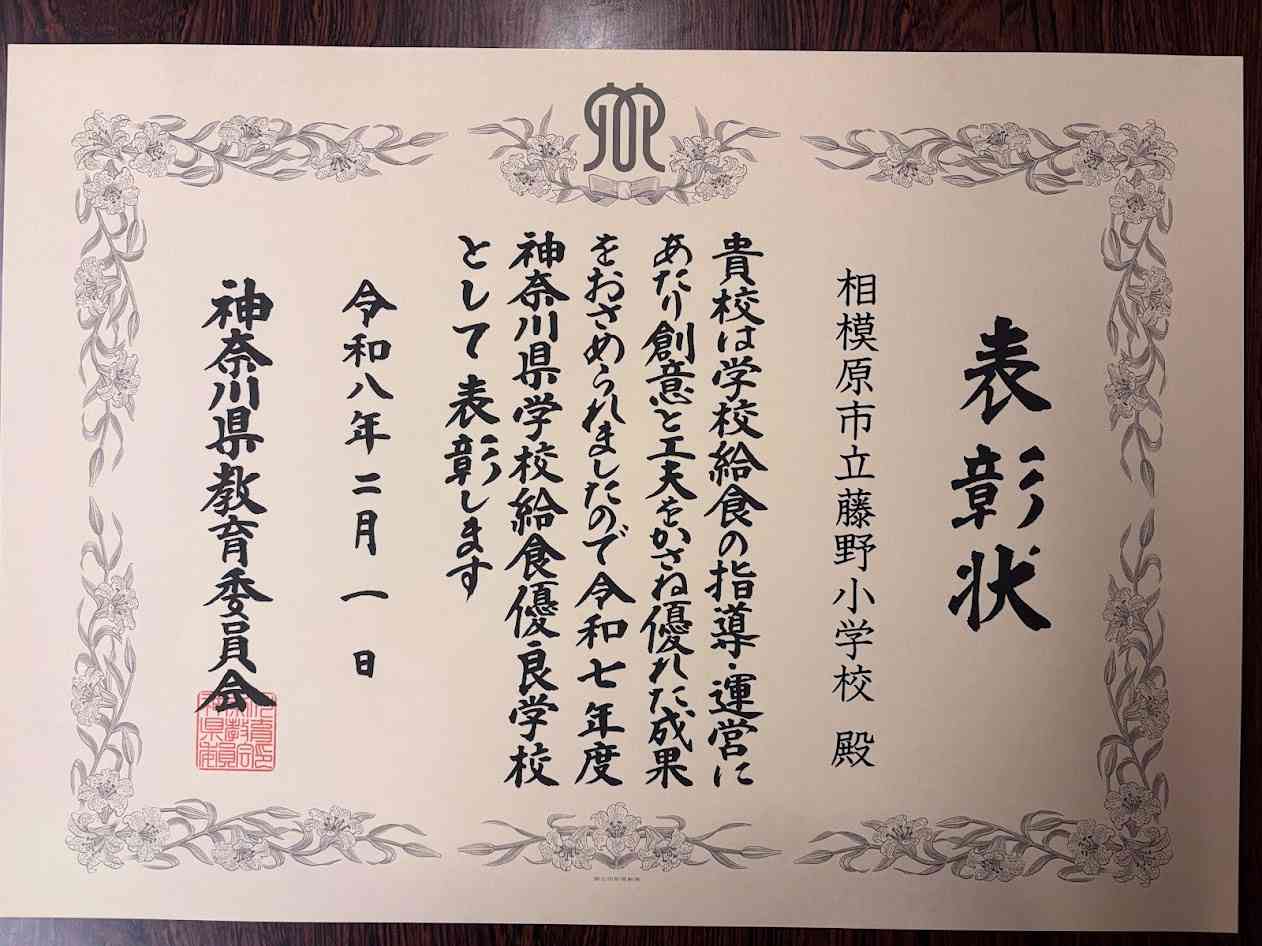 表彰状
相模原市立藤野小学校 殿
貴校は学校給食の指導・運営に
あたり創意と工夫をかさね優れた成果
をおさめられましたので令和七年度
神奈川県学校給食優良学校
として表彰します
令和八年二月一日
神奈川県教育委員会